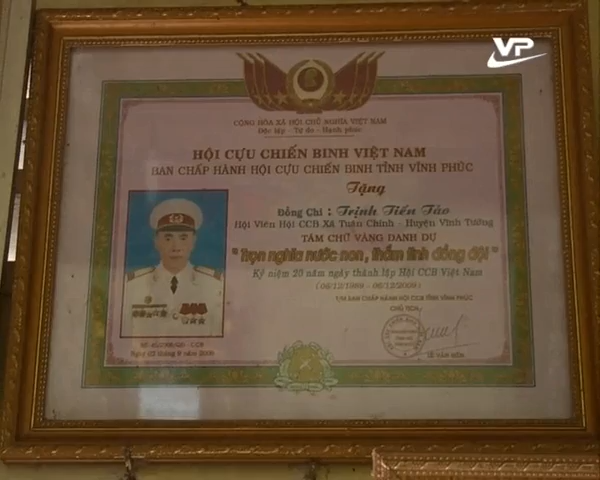 VP
CỘNG HÒA XÃ HỘI CHỦ NGHĨA VIỆT NAM
Độc lập - Tự do - Hạnh phúc
HỘI CỰU CHIẾN BINH VIỆT NAM
BAN CHẤP HÀNH HỘI CỰU CHIẾN BINH TỈNH VĨNH PHÚC
Tặng
Đồng Chí : Trịnh Tiến Tảo
Hội Viên Hội CCB Xã Tuân Chính - Huyện Vĩnh Tường
TÁM CHỮ VÀNG DANH DỰ
" Trọn nghĩa nước non , thắm tình đồng đội "
Kỷ niệm 20 năm ngày thành lập Hội CCB Việt Nam
( 06/12/1989 - 06/12/2009 )
T/M BAN CHẤP HÀNH HỘI CCB TỈNH VĨNH PHÚC
CHỦ TỊCH